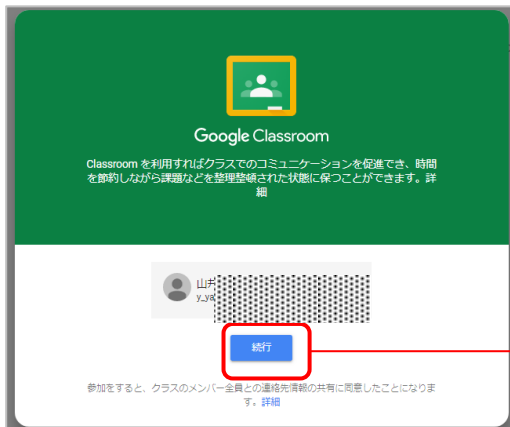 Google Classroom
Classroom を利用すればクラスでのコミュニケーションを促進でき、時間
を節約しながら課題などを整理整頓された状態に保つことができます。詳
細
山
y_ya
続行
参加をすると、クラスのメンバー全員との連絡先情報の共有に同意したことになりま
す。詳細